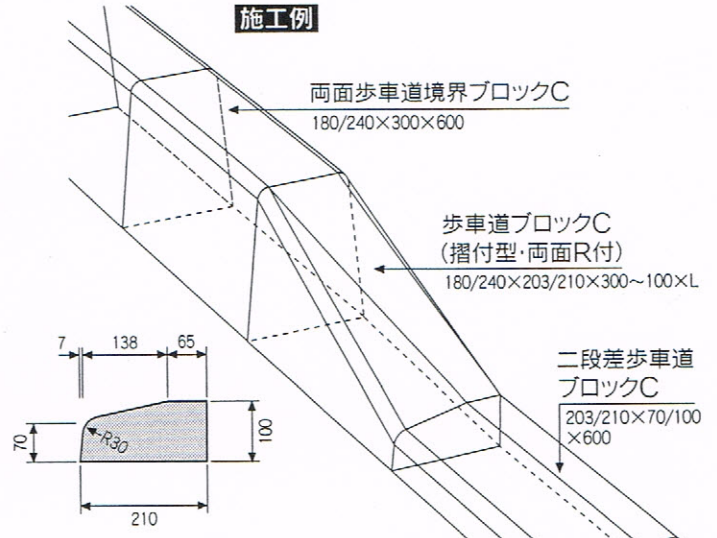 施工例
両面歩車道境界ブロックC
180/240×300×600
歩車道ブロックC
(摺付型・両面R付)
180/240×203/210×300～100×L
二段差歩車道
ブロックC
203/210×70/100
×600
7
138
65
70
R30
100
210